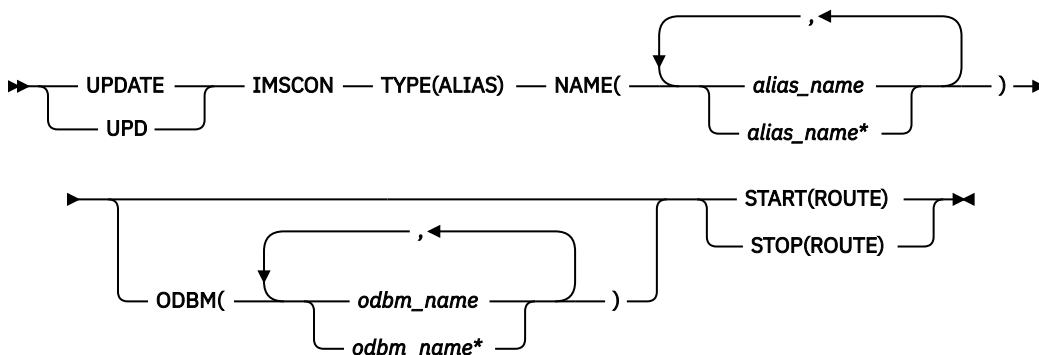 ,
UPDATE IMSCON TYPE(ALIAS) NAME( alias_name )
UPD alias_name*
START(ROUTE)
, STOP(ROUTE)
ODBM( odbm_name )
odbm_name*